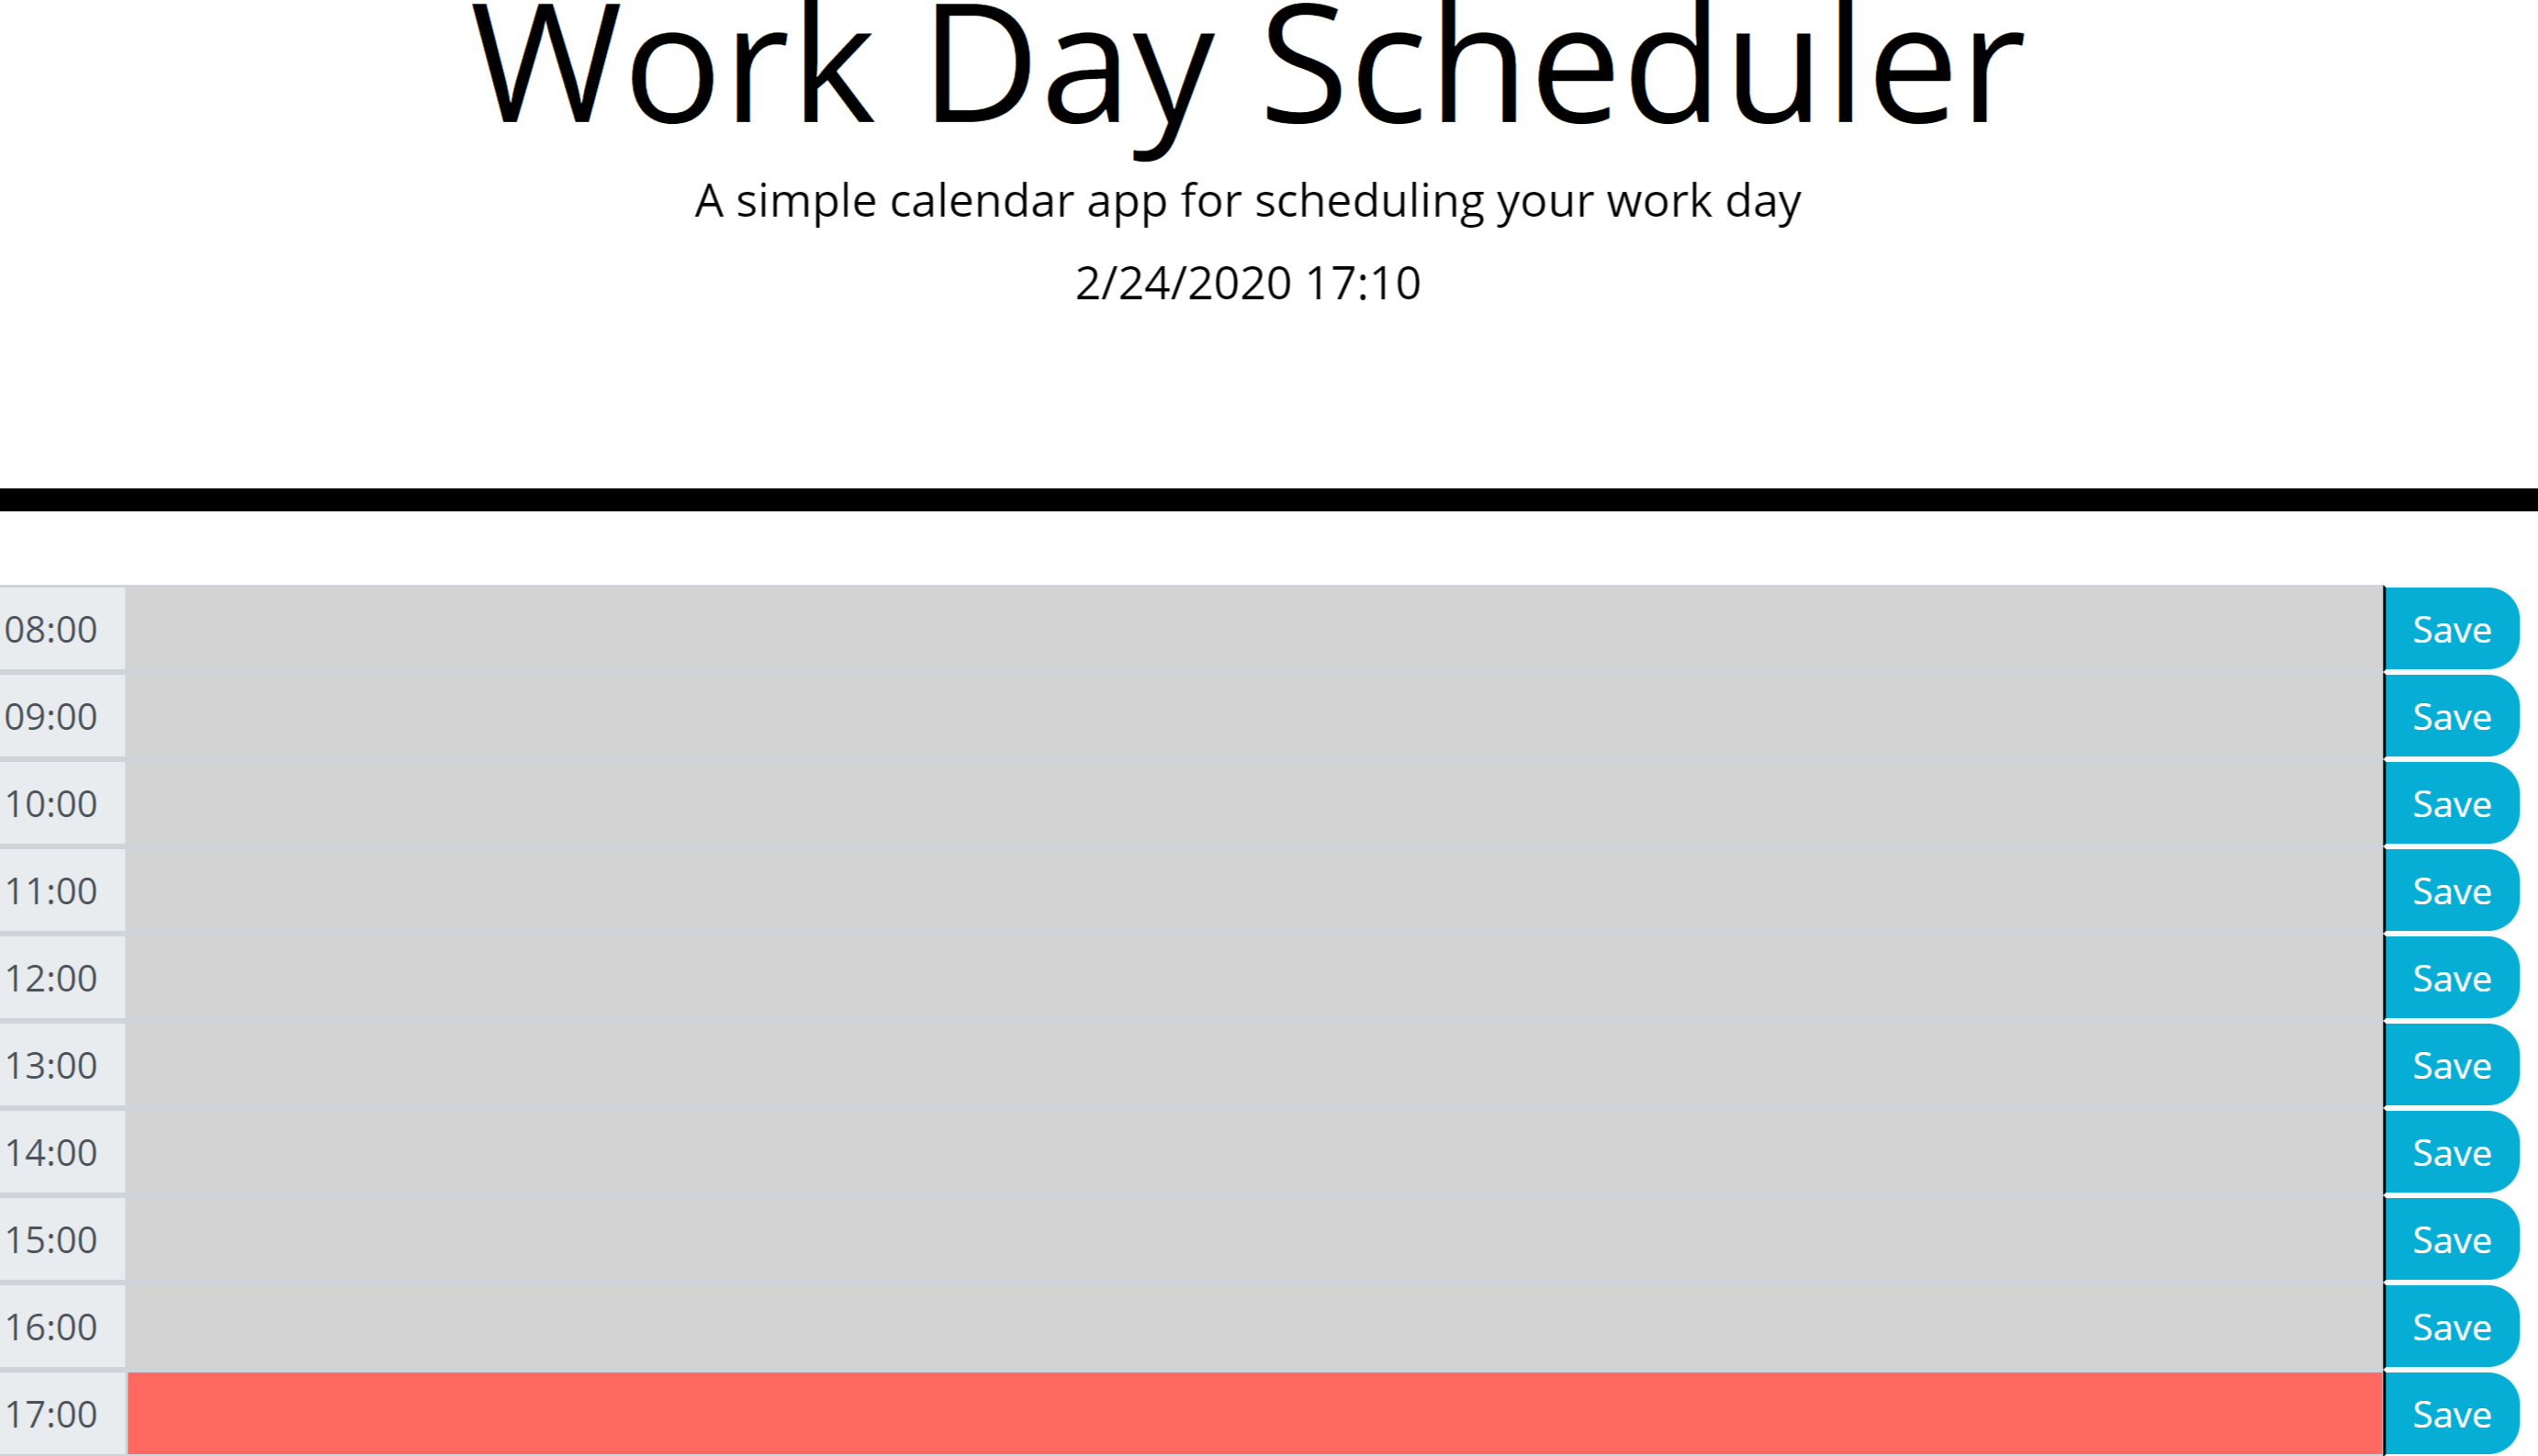 Work Day Scheduler
A simple calendar app for scheduling your work day
2/24/2020 17:10
08:00 Save
09:00 Save
10:00 Save
11:00 Save
12:00 Save
13:00 Save
14:00 Save
15:00 Save
16:00 Save
17:00 Save